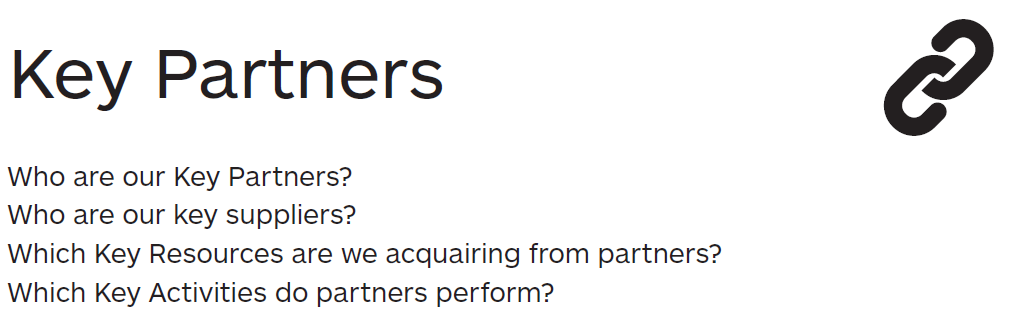 Key Partners
Who are our Key Partners?
Who are our key suppliers?
Which Key Resources are we acquairing from partners?
Which Key Activities do partners perform?